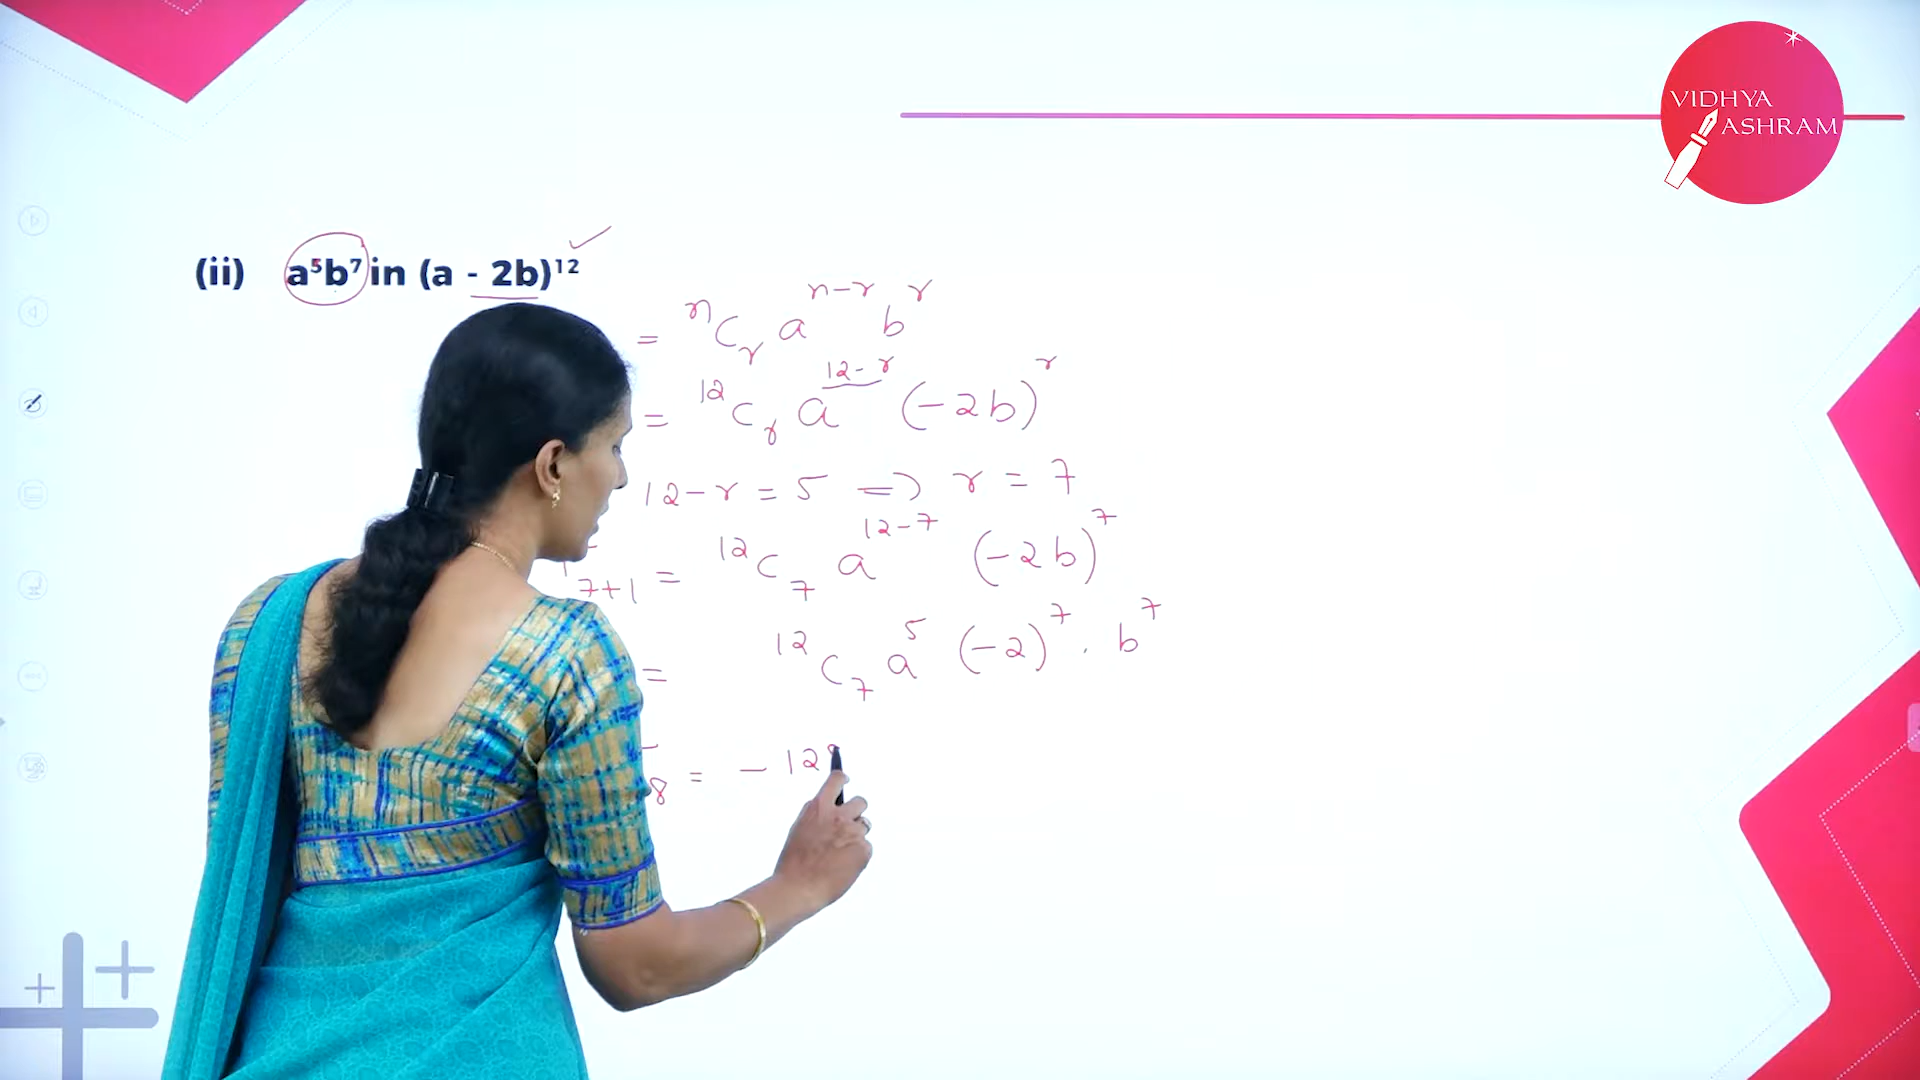 VIDHYA
ASHRAM
(ii) a⁵b⁷ in (a - 2b)¹²
= ⁿCᵣ aⁿ⁻ʳ bʳ
= ¹²Cᵣ a¹²⁻ʳ (-2b)ʳ
12-r = 5 => r = 7
₇₊₁ = ¹²C₇ a¹²⁻⁷ (-2b)⁷
= ¹²C₇ a⁵ (-2)⁷ . b⁷
₈ = - 128